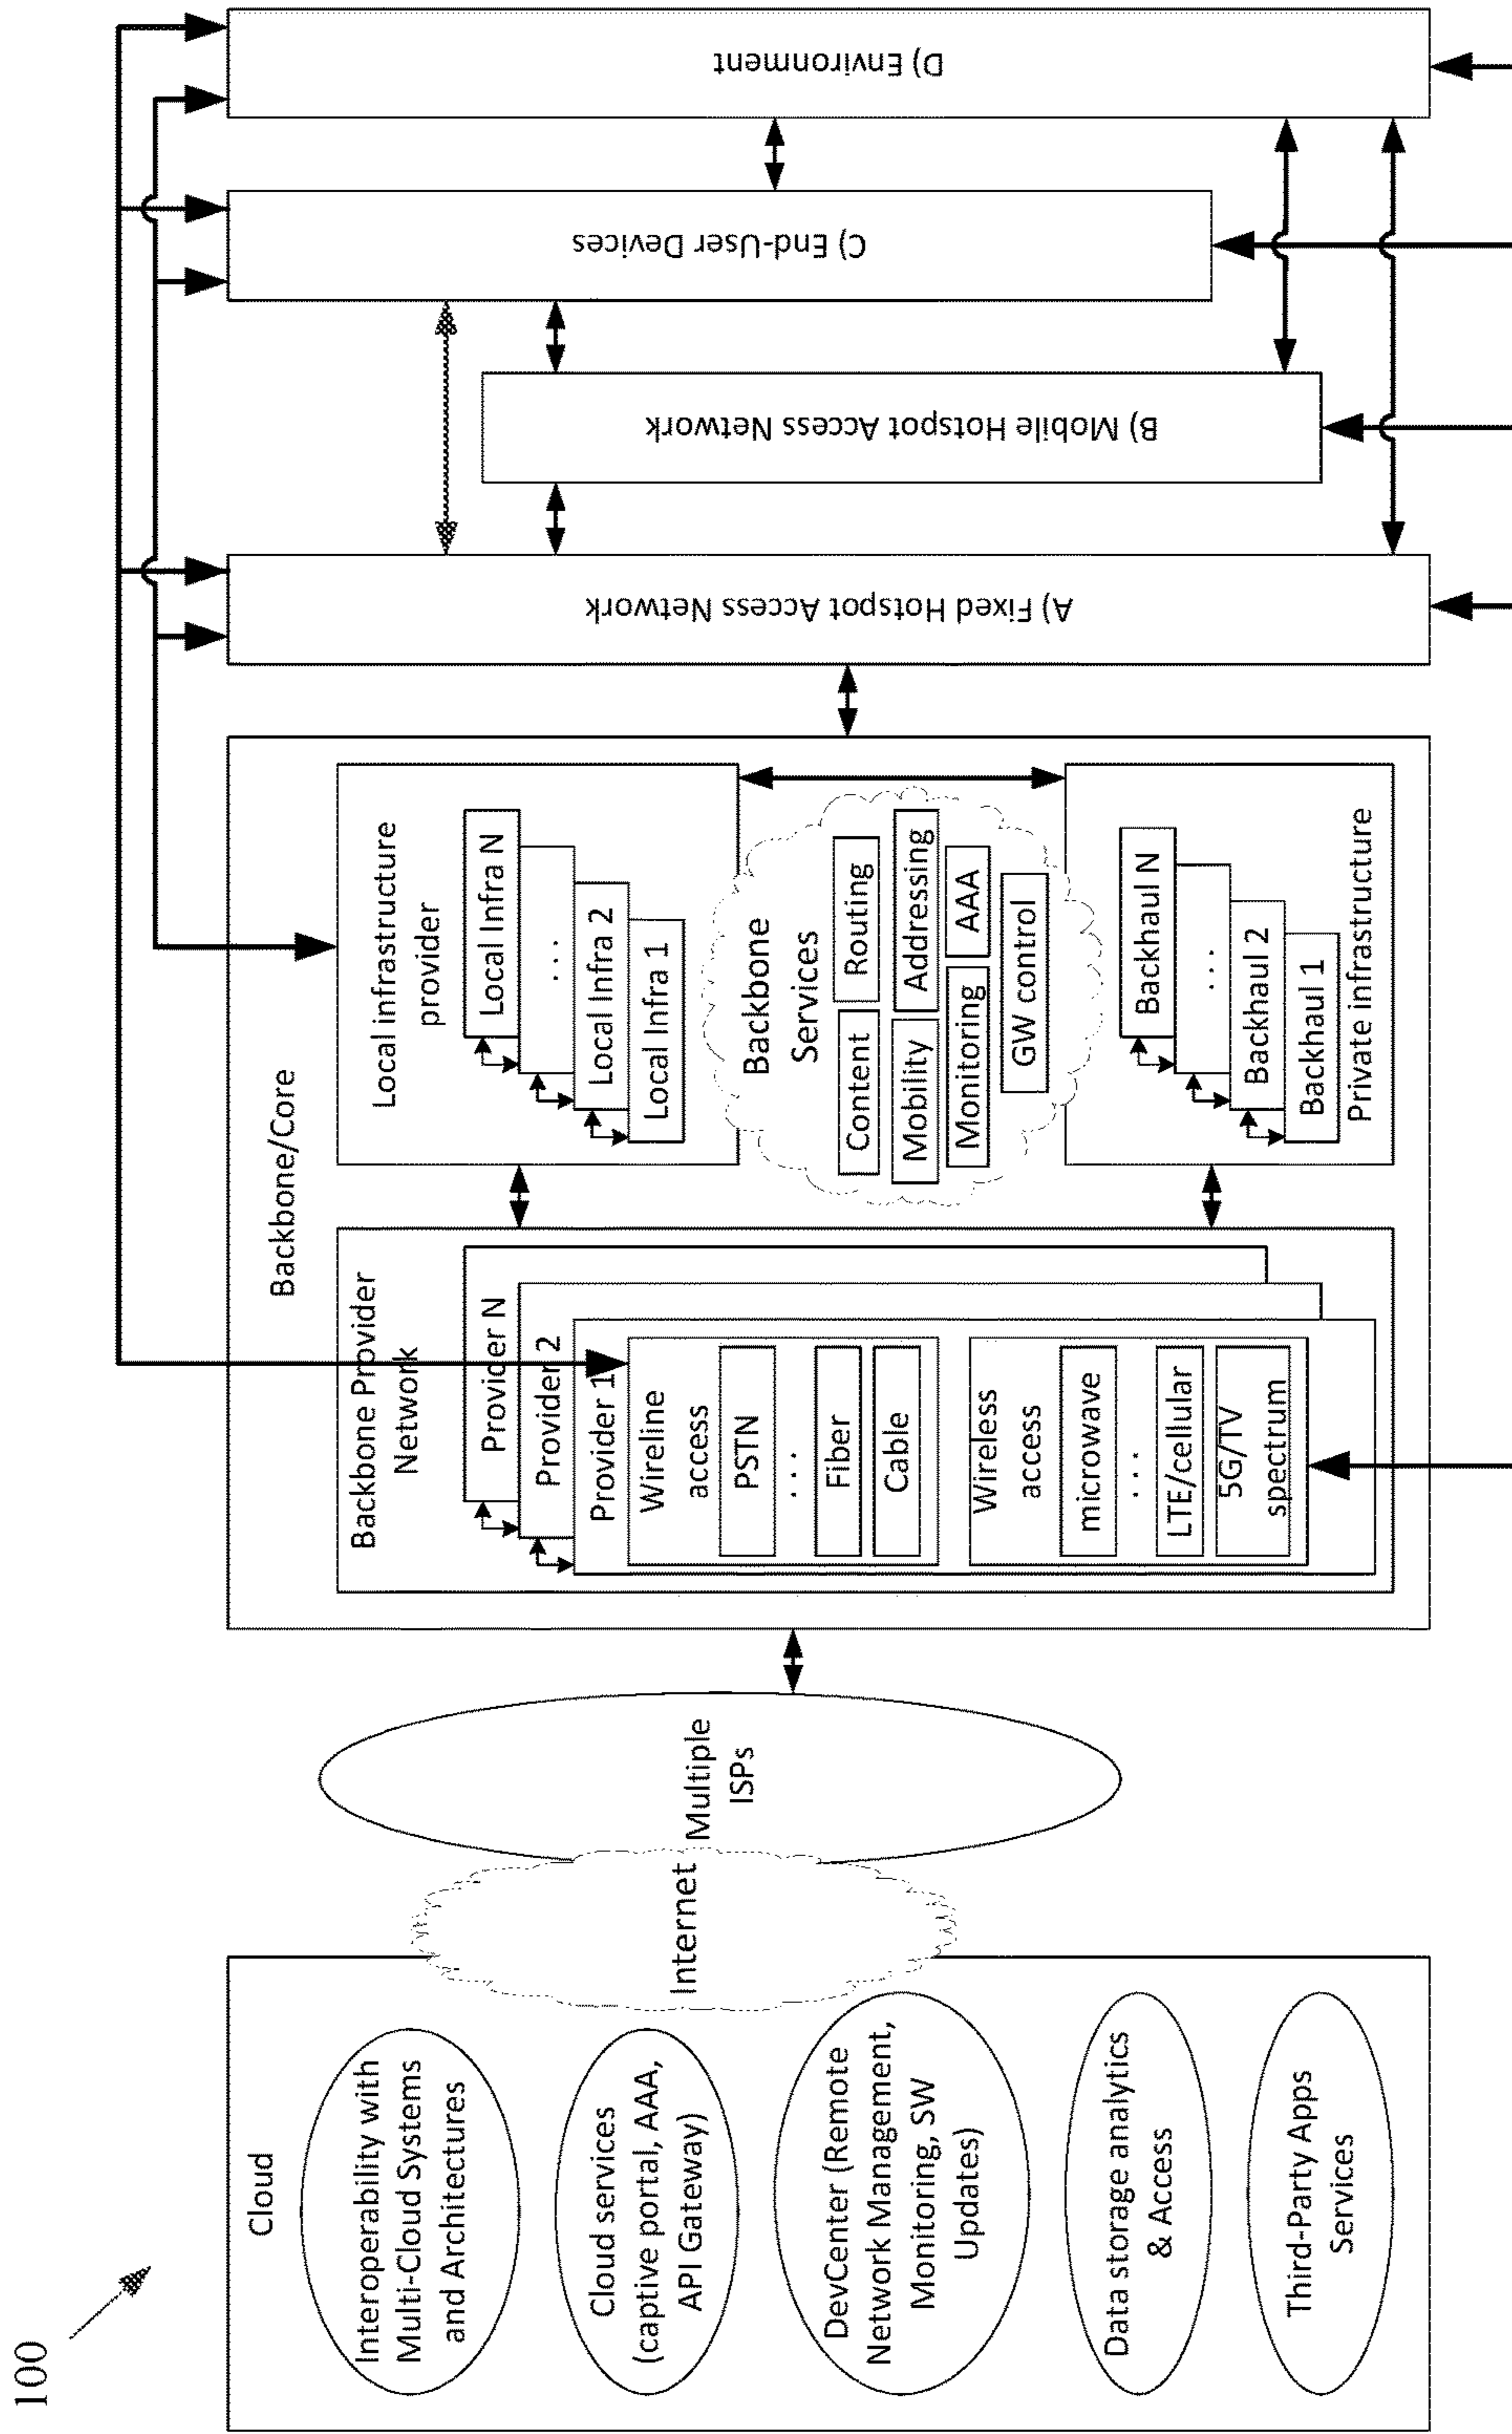 100
Cloud
Interoperability with
Multi-Cloud Systems
and Architectures
Cloud services
(captive portal, AAA,
API Gateway)
DevCenter (Remote
Network Management,
Monitoring, SW
Updates)
Data storage analytics
& Access
Third-Party Apps
Services
Internet
Multiple
ISPs
Backbone/Core
Backbone Provider
Network
Provider N
Provider 2
Provider 1
Wireline
access
PSTN
...
Fiber
Cable
Wireless
access
microwave
...
LTE/cellular
5G/TV
spectrum
Local infrastructure
provider
Local Infra N
...
Local Infra 2
Local Infra 1
Backbone
Services
Content
Routing
Mobility
Addressing
Monitoring
AAA
GW control
Backhaul N
...
Backhaul 2
Backhaul 1
Private infrastructure
A) Fixed Hotspot Access Network
B) Mobile Hotspot Access Network
C) End-User Devices
D) Environment